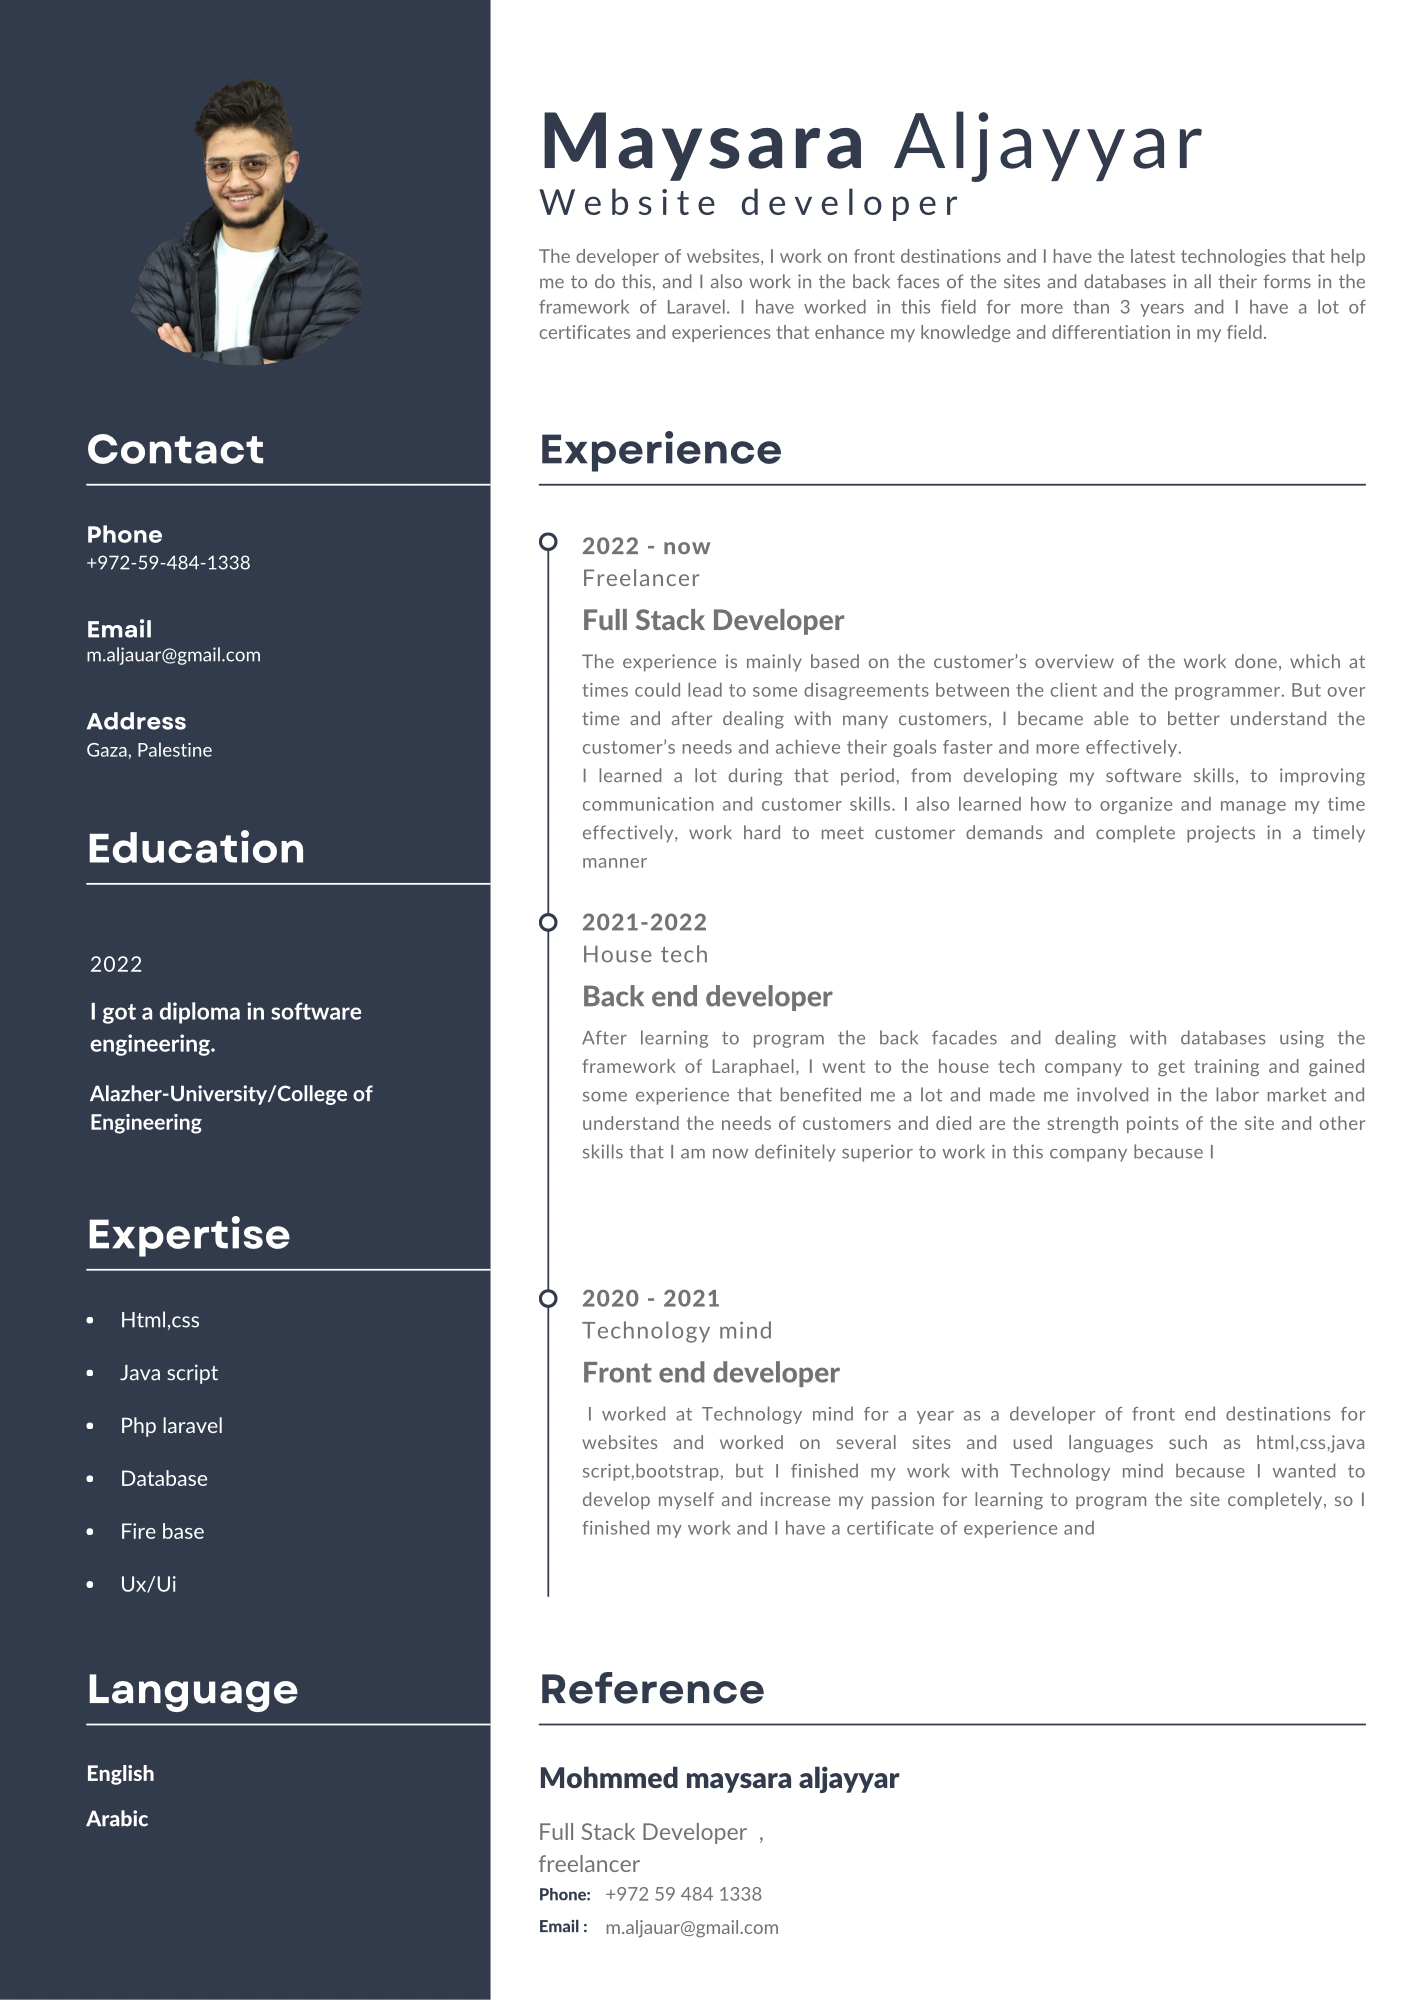 Maysara Aljayyar
Website developer
The developer of websites, I work on front destinations and I have the latest technologies that help
me to do this, and I also work in the back faces of the sites and databases in all their forms in the
framework of Laravel. I have worked in this field for more than 3 years and I have a lot of
certificates and experiences that enhance my knowledge and differentiation in my field.
Contact
Phone
+972-59-484-1338
Email
m.aljauar@gmail.com
Address
Gaza, Palestine
Education
2022
I got a diploma in software
engineering.
Alazher-University/College of
Engineering
Expertise
• Html,css
• Java script
• Php laravel
• Database
• Fire base
• Ux/Ui
Language
English
Arabic
Experience
2022 - now
Freelancer
Full Stack Developer
The experience is mainly based on the customer's overview of the work done, which at
times could lead to some disagreements between the client and the programmer. But over
time and after dealing with many customers, I became able to better understand the
customer's needs and achieve their goals faster and more effectively.
I learned a lot during that period, from developing my software skills, to improving
communication and customer skills. I also learned how to organize and manage my time
effectively, work hard to meet customer demands and complete projects in a timely
manner
2021-2022
House tech
Back end developer
After learning to program the back facades and dealing with databases using the
framework of Laraphael, I went to the house tech company to get training and gained
some experience that benefited me a lot and made me involved in the labor market and
understand the needs of customers and died are the strength points of the site and other
skills that I am now definitely superior to work in this company because I
2020 - 2021
Technology mind
Front end developer
I worked at Technology mind for a year as a developer of front end destinations for
websites and worked on several sites and used languages such as html,css,java
script,bootstrap, but I finished my work with Technology mind because I wanted to
develop myself and increase my passion for learning to program the site completely, so I
finished my work and I have a certificate of experience and
Reference
Mohmmed maysara aljayyar
Full Stack Developer ,
freelancer
Phone: +972 59 484 1338
Email : m.aljauar@gmail.com